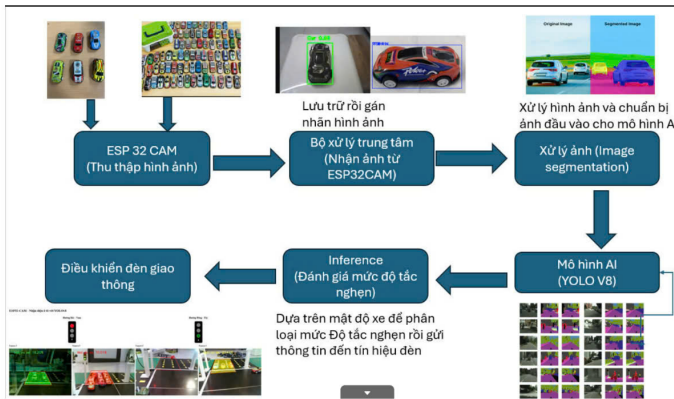 Original Image
Segmented Image
Lưu trữ rồi gán
nhãn hình ảnh
Xử lý hình ảnh và chuẩn bị
ảnh đầu vào cho mô hình A
ESP 32 CAM
(Thu thập hình ảnh)
Bộ xử lý trung tâm
(Nhận ảnh từ
ESP32CAM)
Xử lý ảnh (Image
segmentation)
Điều khiển đèn giao
thông
Inference
(Đánh giá mức độ tắc
nghẽn)
Mô hình AI
(YOLO V8)
Dựa trên mật độ xe để phân
loại mức Độ tắc nghẽn rồi gửi
thông tin đến tín hiệu đèn